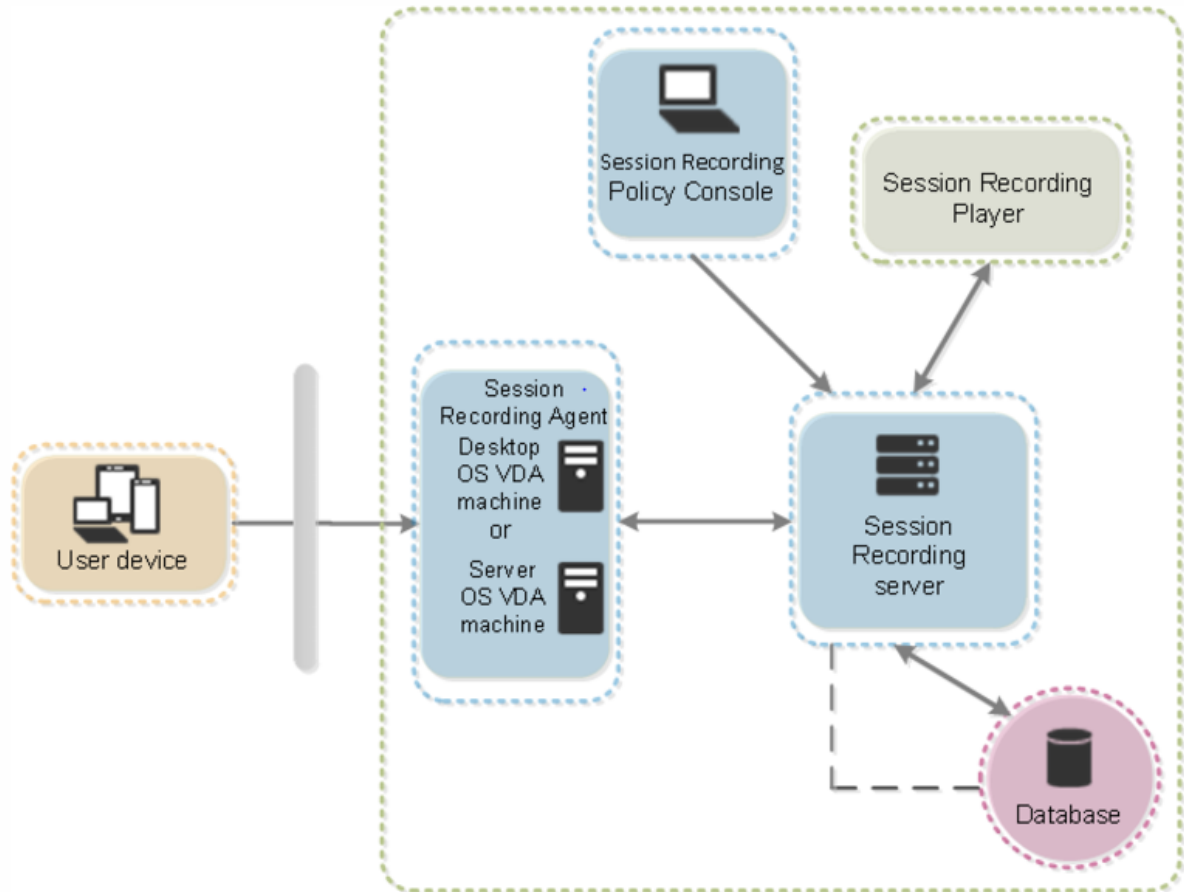 Session Recording
Policy Console
Session Recording
Player
Session
Recording Agent
Desktop
OS VDA
machine
or
Server
OS VDA
machine
User device
Session
Recording
server
Database